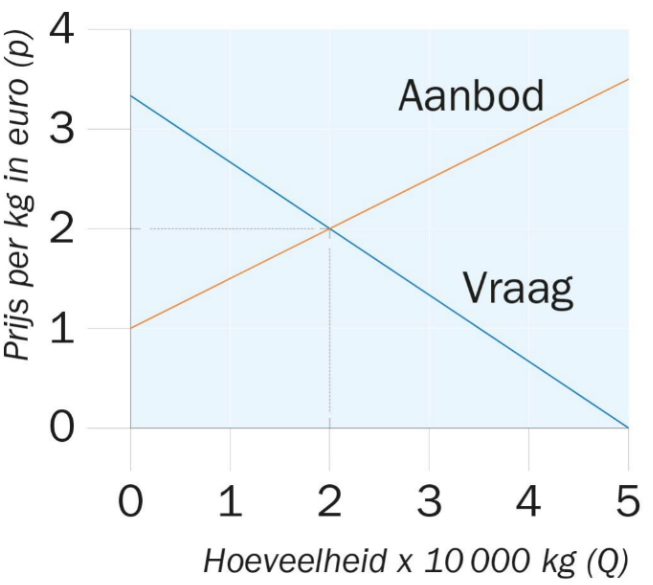 Prijs per kg in euro (p)
4
3
2
1
0
Aanbod
Vraag
0 1 2 3 4 5
Hoeveelheid x 10 000 kg (Q)